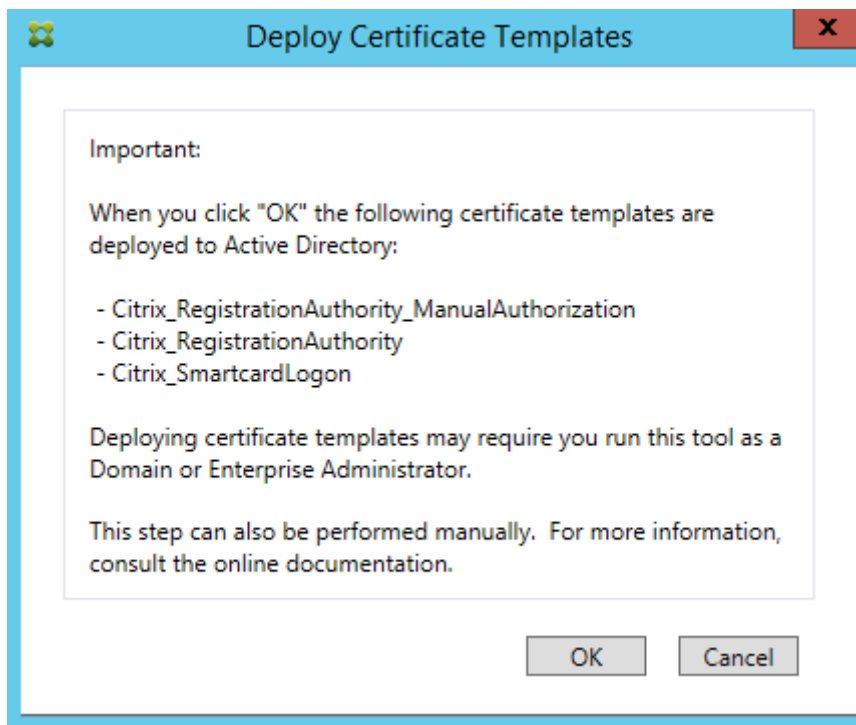 Deploy Certificate Templates
x
Important:
When you click "OK" the following certificate templates are
deployed to Active Directory:
- Citrix_RegistrationAuthority_ManualAuthorization
- Citrix_RegistrationAuthority
- Citrix_SmartcardLogon
Deploying certificate templates may require you run this tool as a
Domain or Enterprise Administrator.
This step can also be performed manually.  For more information,
consult the online documentation.
OK
Cancel